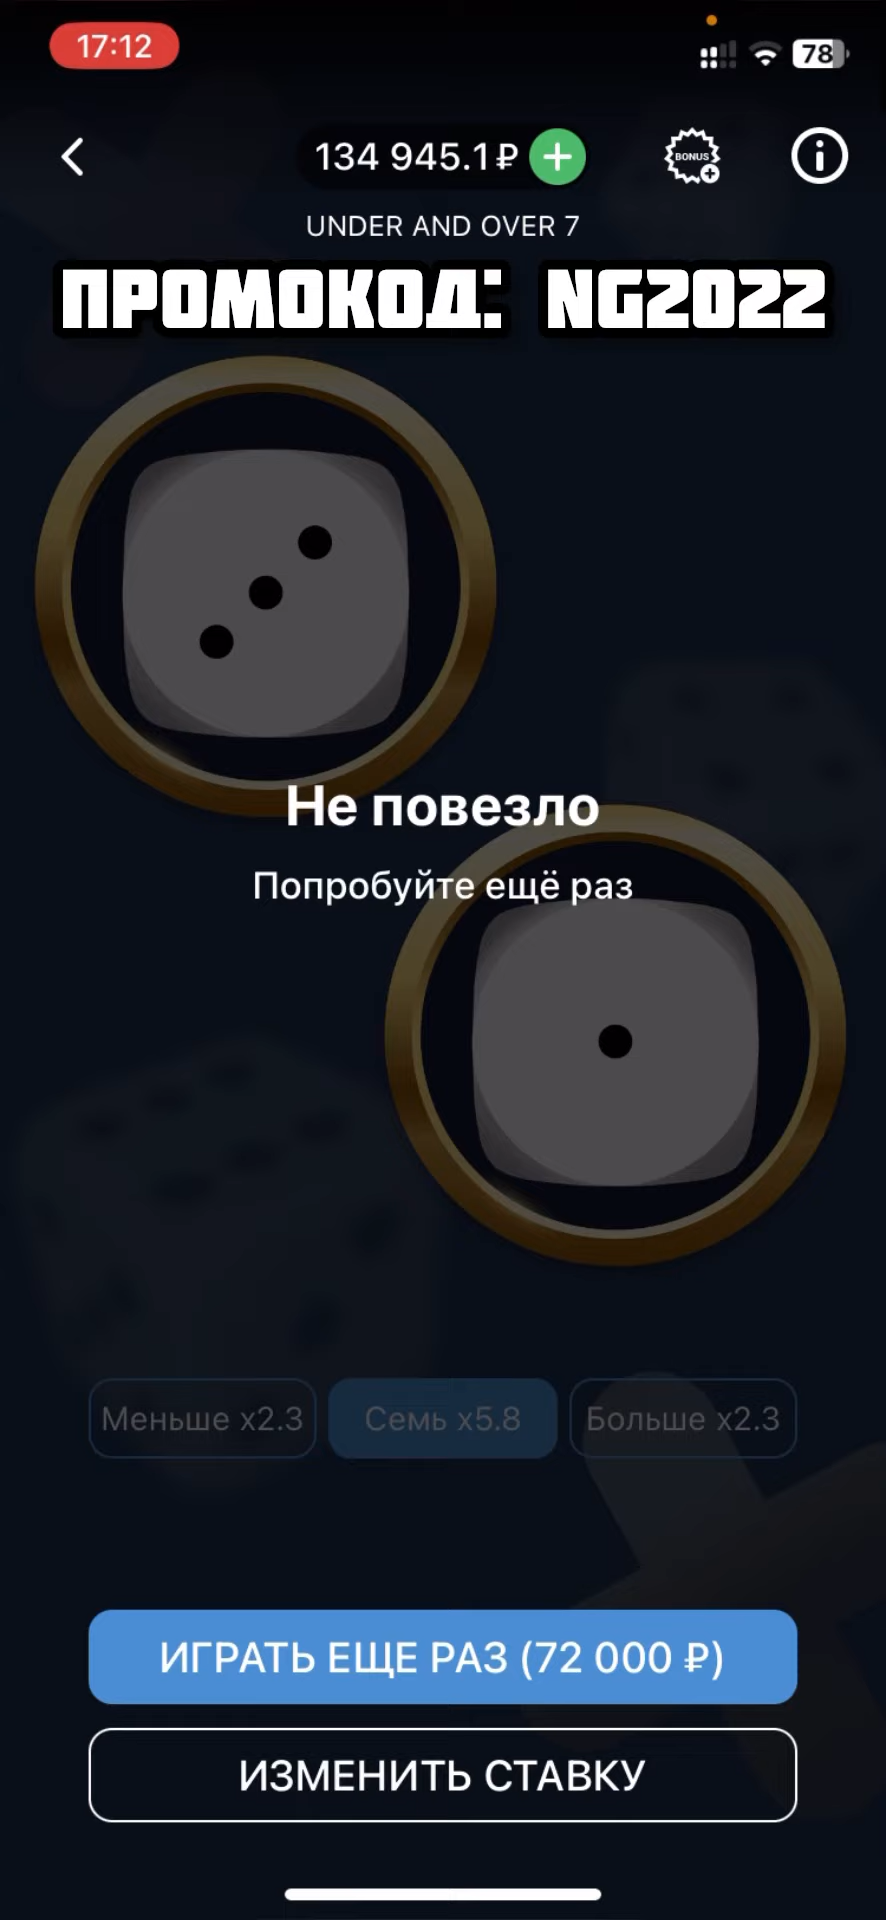 17:12
78
134 945.1 ₽
BONUS
UNDER AND OVER 7
ПРОМОКОД: NG2022
Не повезло
Попробуйте ещё раз
Меньше x2.3
Семь x5.8
Больше x2.3
ИГРАТЬ ЕЩЕ РАЗ (72 000 ₽)
ИЗМЕНИТЬ СТАВКУ